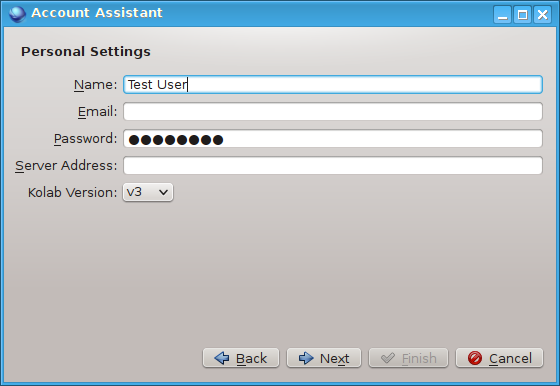 Account Assistant
Personal Settings
Name: Test User
Email:
Password: ●●●●●●●●
Server Address:
Kolab Version: v3
Back Next Finish Cancel